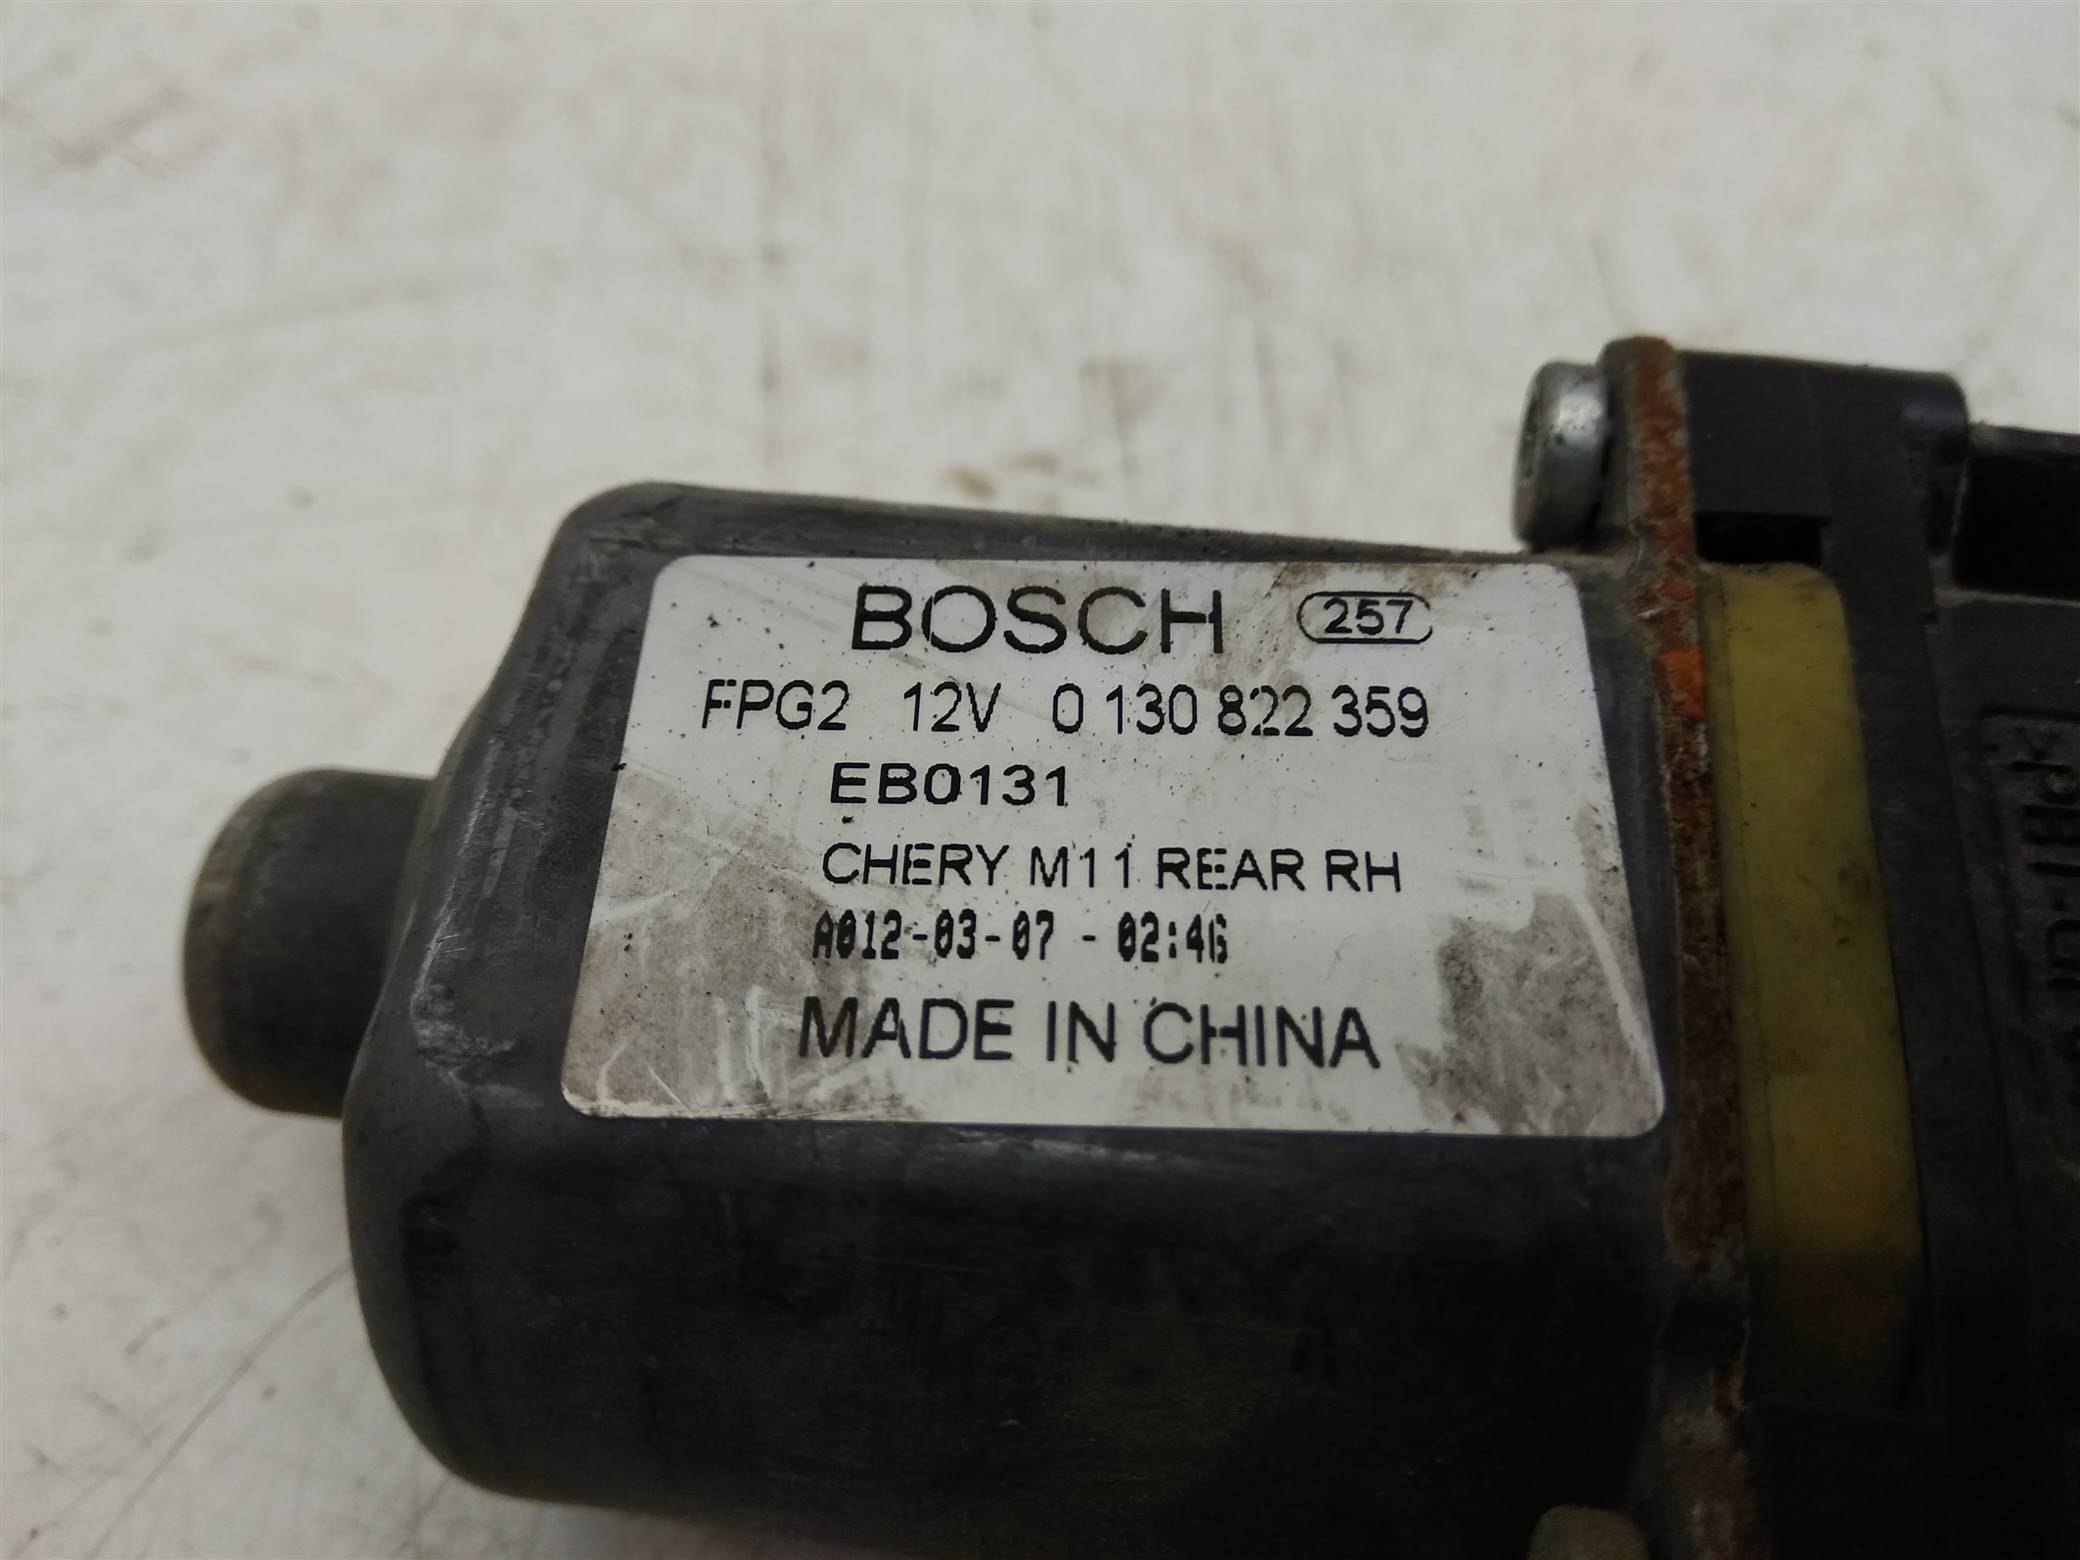 BOSCH 257
FPG2 12V 0 130 822 359
EB0131
CHERY M11 REAR RH
A012-03-07 - 02:46
MADE IN CHINA